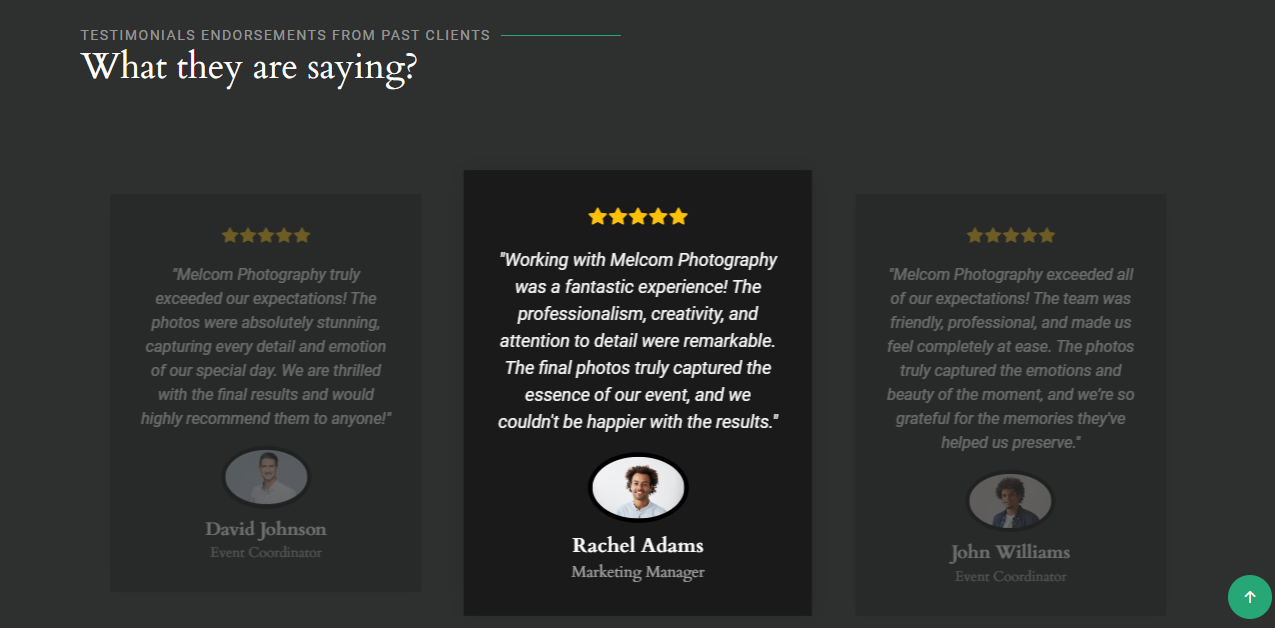 TESTIMONIALS ENDORSEMENTS FROM PAST CLIENTS
What they are saying?
"Melcom Photography truly
exceeded our expectations! The
photos were absolutely stunning,
capturing every detail and emotion
of our special day. We are thrilled
with the final results and would
highly recommend them to anyone!"
David Johnson
Event Coordinator
"Working with Melcom Photography
was a fantastic experience! The
professionalism, creativity, and
attention to detail were remarkable.
The final photos truly captured the
essence of our event, and we
couldn't be happier with the results."
Rachel Adams
Marketing Manager
"Melcom Photography exceeded all
of our expectations! The team was
friendly, professional, and made us
feel completely at ease. The photos
truly captured the emotions and
beauty of the moment, and we're so
grateful for the memories they've
helped us preserve."
John Williams
Event Coordinator